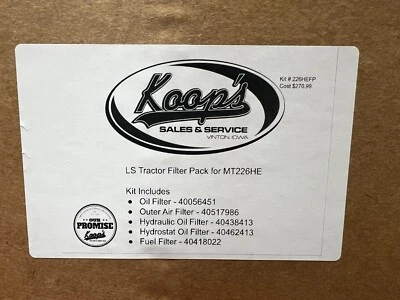 Kit # 226HEFP
Cost $270.99
Koop's
SALES & SERVICE
VINTON, IOWA
LS Tractor Filter Pack for MT226HE
Kit Includes
• Oil Filter - 40056451
• Outer Air Filter - 40517986
• Hydraulic Oil Filter - 40438413
• Hydrostat Oil Filter - 40462413
• Fuel Filter - 40418022
OUR
PROMISE
Koop's